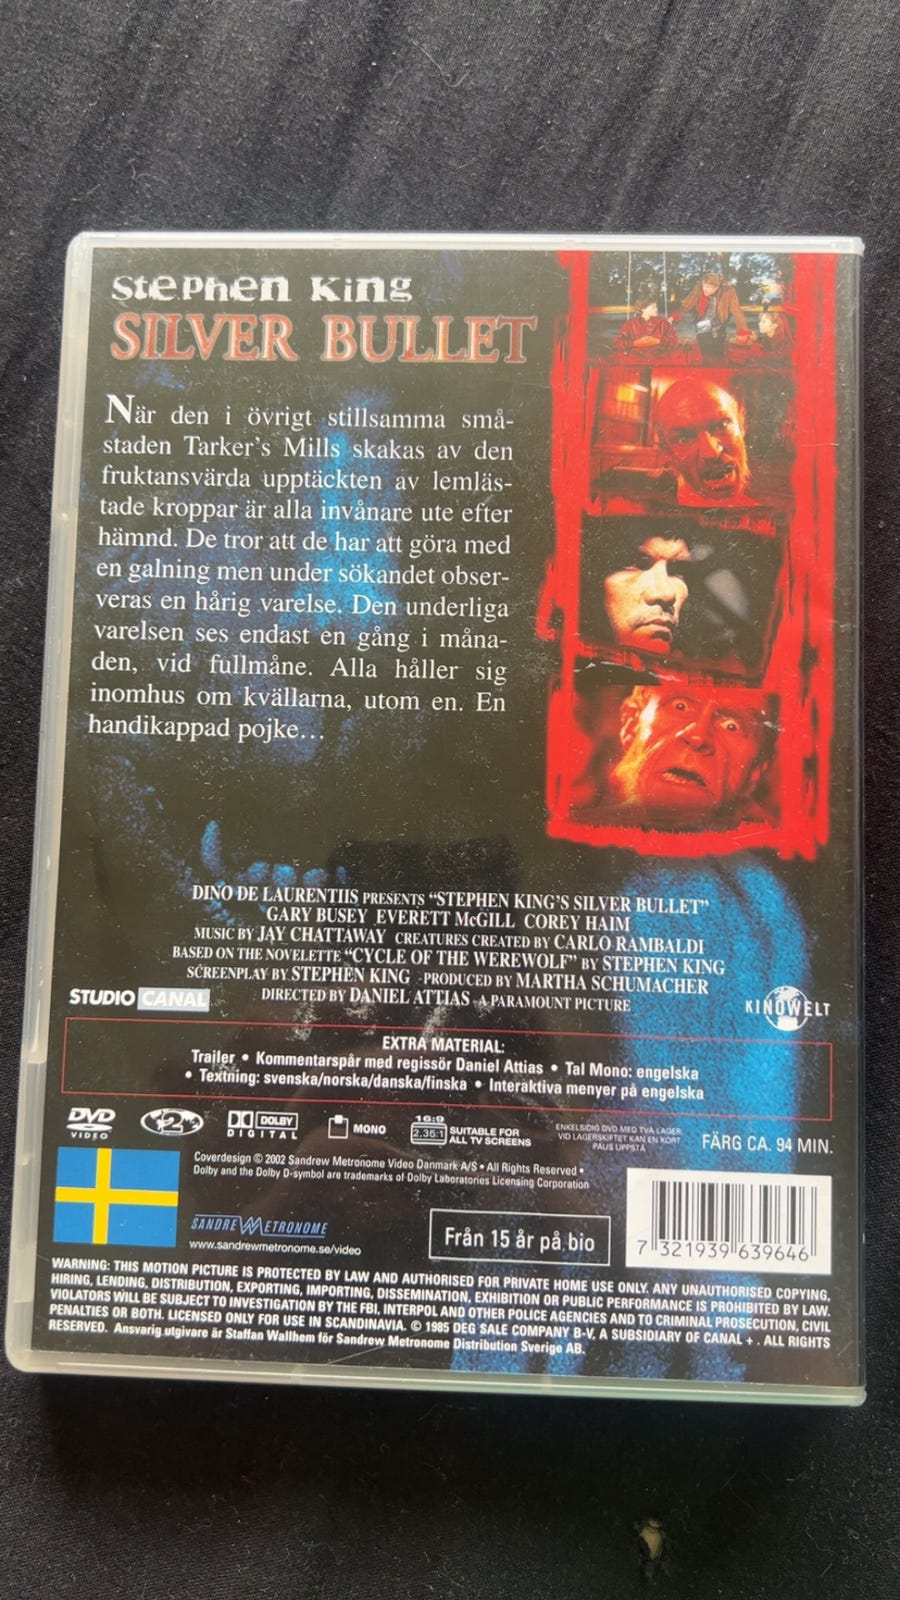 Stephen King
SILVER BULLET
När den i övrigt stillsamma små-
staden Tarker's Mills skakas av den
fruktansvärda upptäckten av lemläs-
tade kroppar är alla invånare ute efter
hämnd. De tror att de har att göra med
en galning men under sökandet obser-
veras en hårig varelse. Den underliga
varelsen ses endast en gång i måna-
den, vid fullmåne. Alla håller sig
inomhus om kvällarna, utom en. En
handikappad pojke...
DINO DE LAURENTIIS PRESENTS "STEPHEN KING'S SILVER BULLET"
GARY BUSEY EVERETT McGILL COREY HAIM
MUSIC BY JAY CHATTAWAY CREATURES CREATED BY CARLO RAMBALDI
BASED ON THE NOVELETTE "CYCLE OF THE WEREWOLF" BY STEPHEN KING
SCREENPLAY BY STEPHEN KING PRODUCED BY MARTHA SCHUMACHER
DIRECTED BY DANIEL ATTIAS A PARAMOUNT PICTURE
STUDIO CANAL
KINOWELT
EXTRA MATERIAL:
Trailer • Kommentarspår med regissör Daniel Attias • Tal Mono: engelska
• Textning: svenska/norska/danska/finska • Interaktiva menyer på engelska
DVD VIDEO
2
DOLBY DIGITAL
MONO
16:9
2.35:1
SUITABLE FOR
ALL TV SCREENS
ENKELSIDIG DVD MED TVÅ LAGER.
VID LAGERSKIFTET KAN EN KORT
PAUS UPPSTÅ
FÄRG CA. 94 MIN.
Coverdesign © 2002 Sandrew Metronome Video Danmark A/S • All Rights Reserved •
Dolby and the Dolby D-symbol are trademarks of Dolby Laboratories Licensing Corporation
SANDREW METRONOME
www.sandrewmetronome.se/video
Från 15 år på bio
7 321939 639646
WARNING: THIS MOTION PICTURE IS PROTECTED BY LAW AND AUTHORISED FOR PRIVATE HOME USE ONLY. ANY UNAUTHORISED COPYING,
HIRING, LENDING, DISTRIBUTION, EXPORTING, IMPORTING, DISSEMINATION, EXHIBITION OR PUBLIC PERFORMANCE IS PROHIBITED BY LAW.
VIOLATORS WILL BE SUBJECT TO INVESTIGATION BY THE FBI, INTERPOL AND OTHER POLICE AGENCIES AND TO CRIMINAL PROSECUTION, CIVIL
PENALTIES OR BOTH. LICENSED ONLY FOR USE IN SCANDINAVIA. © 1985 DEG SALE COMPANY B-V, A SUBSIDIARY OF CANAL + . ALL RIGHTS
RESERVED. Ansvarig utgivare är Staffan Wallhem för Sandrew Metronome Distribution Sverige AB.